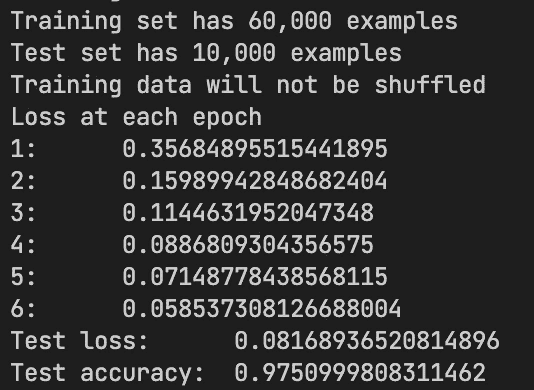 Training set has 60,000 examples
Test set has 10,000 examples
Training data will not be shuffled
Loss at each epoch
1: 0.35684895515441895
2: 0.15989942848682404
3: 0.1144631952047348
4: 0.0886809304356575
5: 0.07148778438568115
6: 0.058537308126688004
Test loss: 0.08168936520814896
Test accuracy: 0.9750999808311462